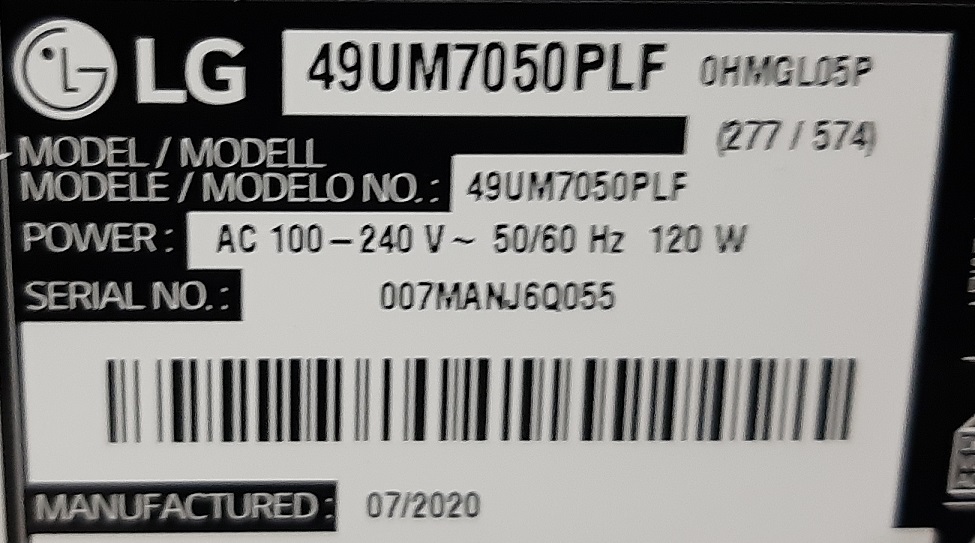 LG 49UM7050PLF 0HMGL05P
(277 / 574)
MODEL / MODELL
MODELE / MODELO NO. : 49UM7050PLF
POWER : AC 100-240 V~ 50/60 Hz 120 W
SERIAL NO. : 007MANJ6Q055
MANUFACTURED : 07/2020